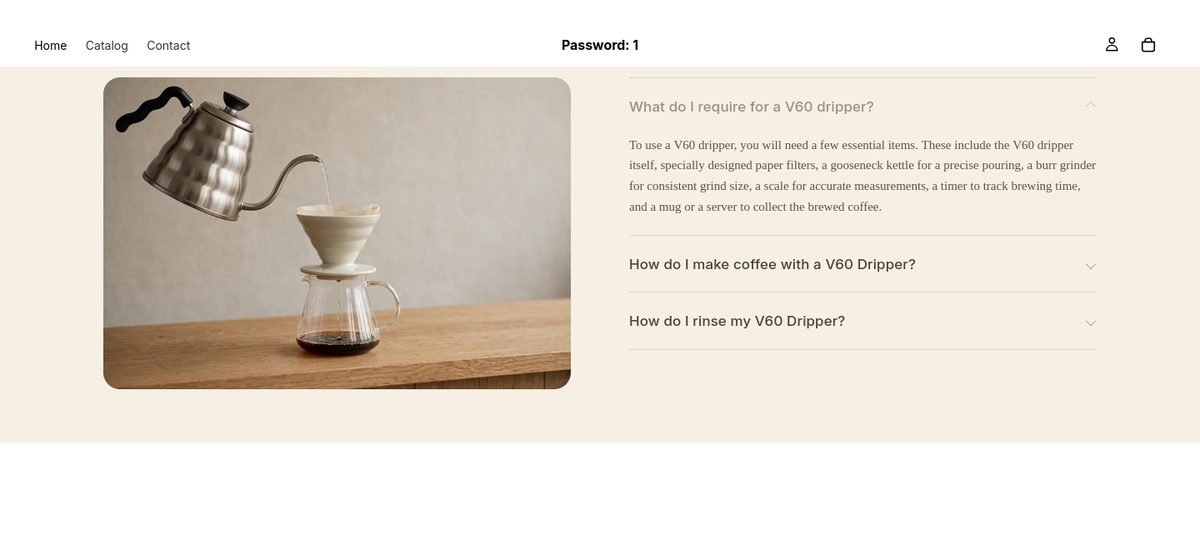 Home Catalog Contact
Password: 1
What do I require for a V60 dripper?
To use a V60 dripper, you will need a few essential items. These include the V60 dripper
itself, specially designed paper filters, a gooseneck kettle for a precise pouring, a burr grinder
for consistent grind size, a scale for accurate measurements, a timer to track brewing time,
and a mug or a server to collect the brewed coffee.
How do I make coffee with a V60 Dripper?
How do I rinse my V60 Dripper?